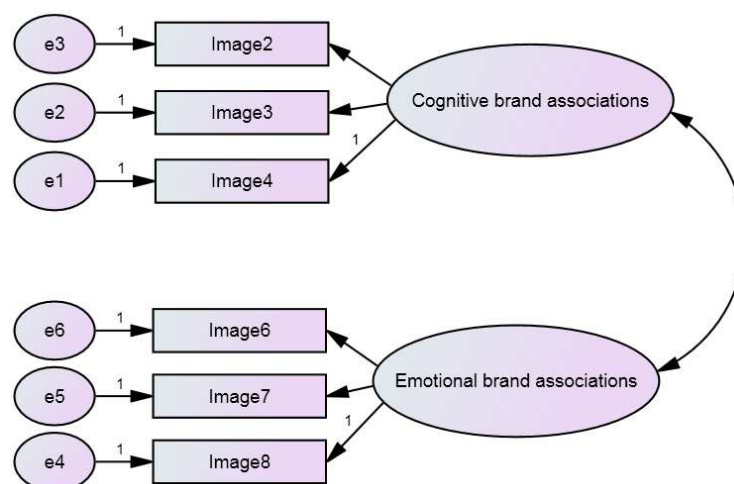 e3
1
Image2
e2
1
Image3
Cognitive brand associations
1
e1
1
Image4
e6
1
Image6
e5
1
Image7
Emotional brand associations
1
e4
1
Image8